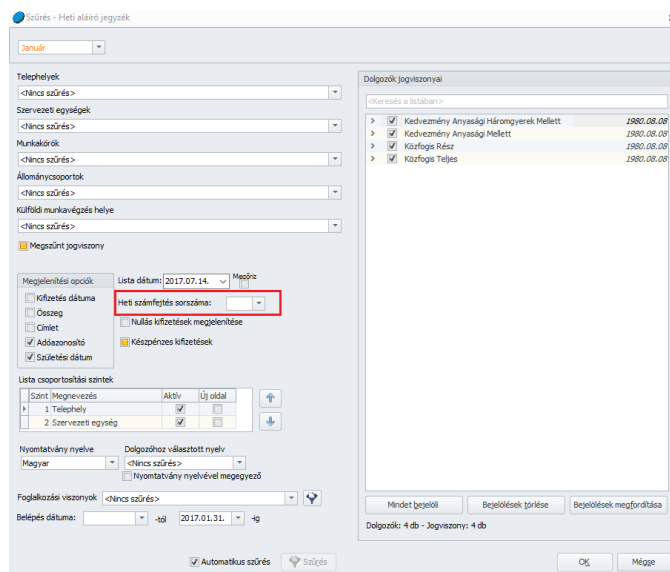 Szűrés - Heti aláíró jegyzék
Január
Telephelyek
<Nincs szűrés>
Szervezeti egységek
<Nincs szűrés>
Munkakörök
<Nincs szűrés>
Állománycsoportok
<Nincs szűrés>
Külföldi munkavégzés helye
<Nincs szűrés>
Megszűnt jogviszony
Megjelenítési opciók
Kifizetés dátuma
Összeg
Címlet
Adóazonosító
Születési dátum
Lista dátum: 2017.07.14. Megőriz
Heti számfejtés sorszáma:
Nullás kifizetések megjelenítése
Készpénzes kifizetések
Lista csoportosítási szintek
Szint Megnevezés Aktív Új oldal
1 Telephely
2 Szervezeti egység
Nyomtatvány nyelve Dolgozóhoz választott nyelv
Magyar <Nincs szűrés>
Nyomtatvány nyelvével megegyező
Foglalkozási viszonyok <Nincs szűrés>
Belépés dátuma: -tól 2017.01.31. -ig
Automatikus szűrés Szűrés
Dolgozók jogviszonyai
<Keresés a listában>
Kedvezmény Anyasági Háromgyerek Mellett 1980.08.08
Kedvezmény Anyasági Mellett 1980.08.08
Közfogis Rész 1980.08.08
Közfogis Teljes 1980.08.08
Mindet bejelöli Bejelölések törlése Bejelölések megfordítása
Dolgozók: 4 db - Jogviszony: 4 db
OK Mégse